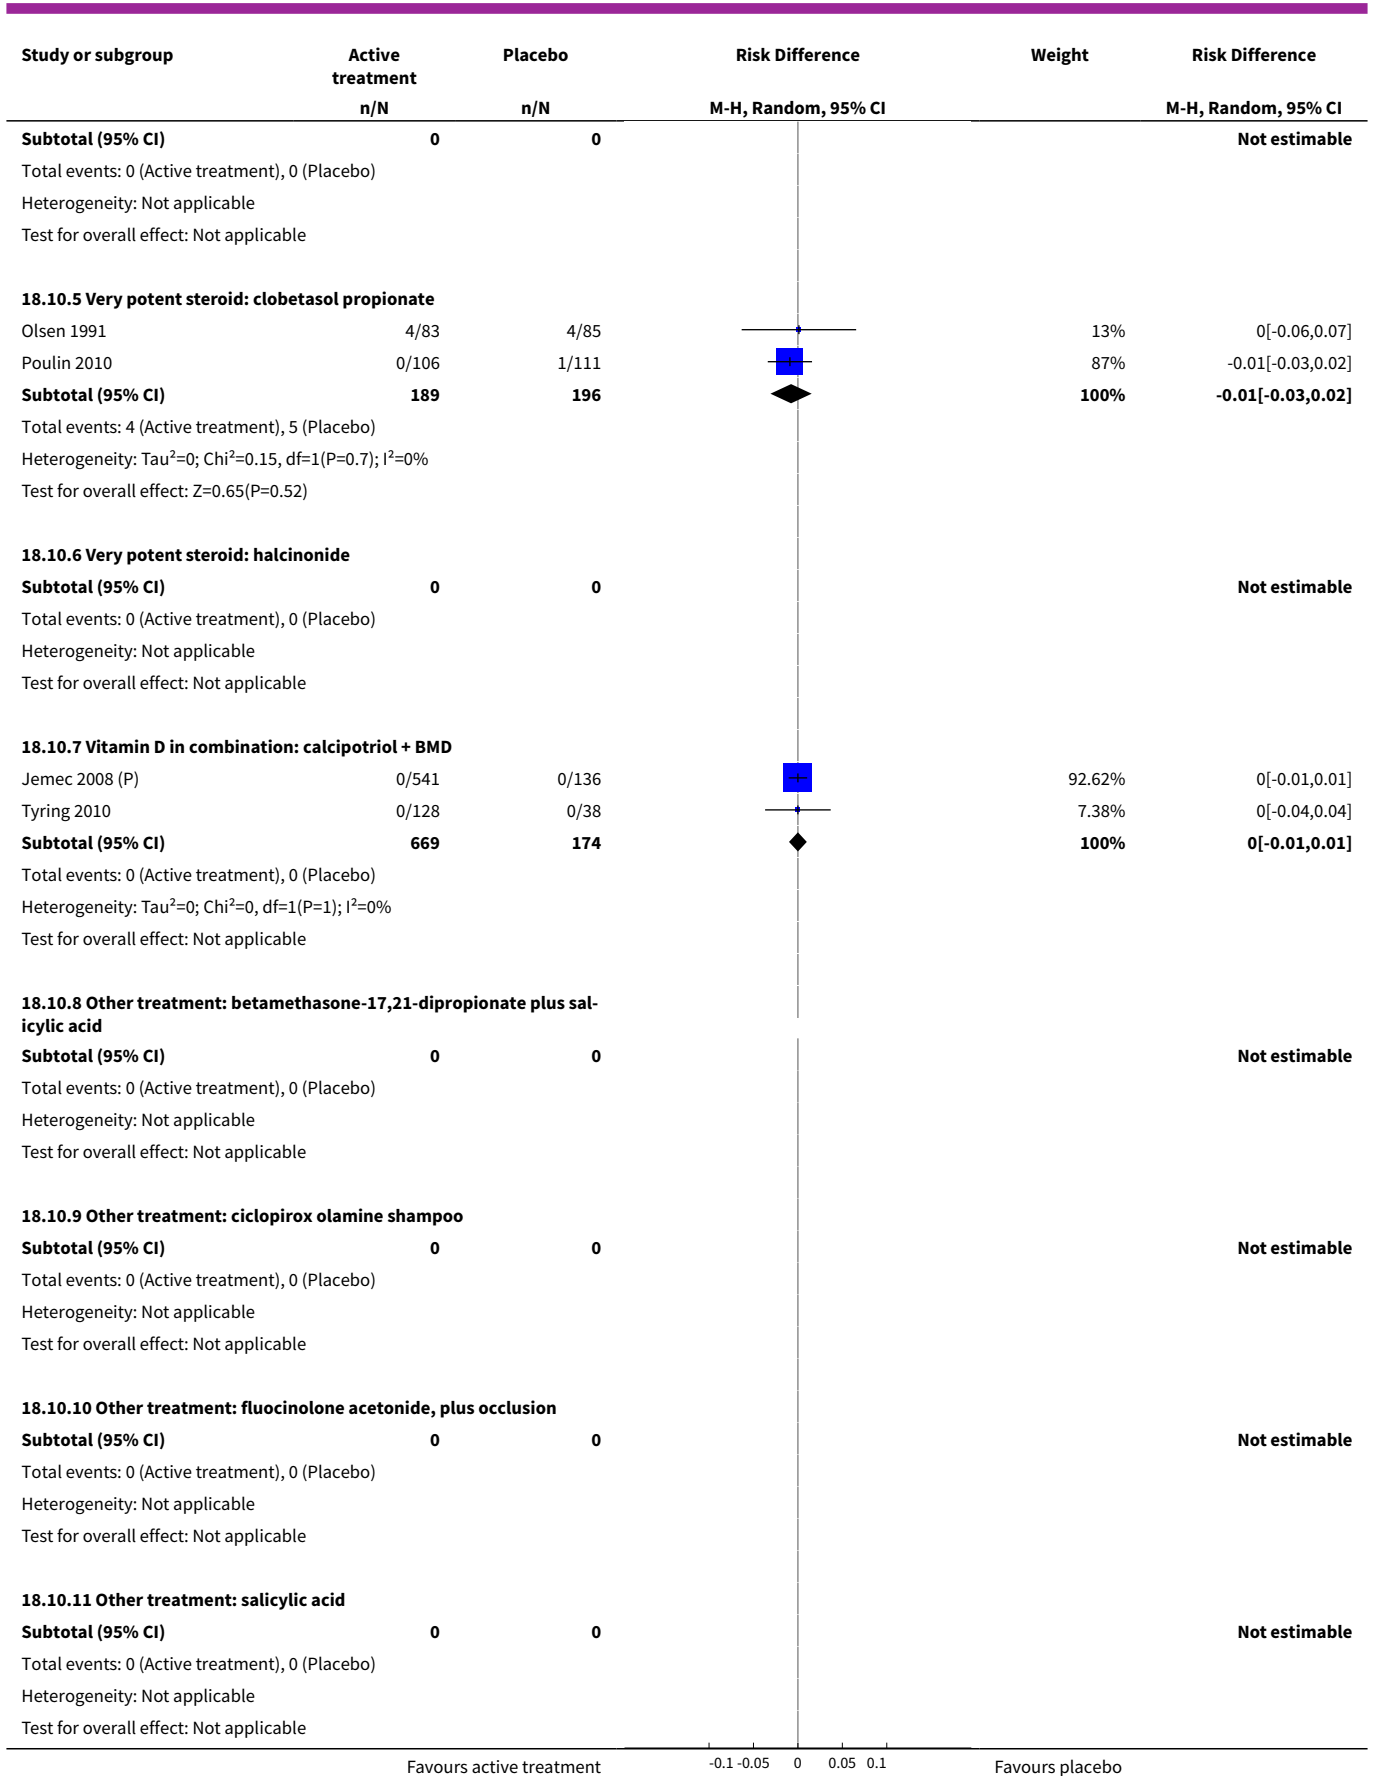 Study or subgroup Active treatment Placebo Risk Difference Weight Risk Difference
n/N n/N M-H, Random, 95% CI M-H, Random, 95% CI
Subtotal (95% CI) 0 0 Not estimable
Total events: 0 (Active treatment), 0 (Placebo)
Heterogeneity: Not applicable
Test for overall effect: Not applicable
18.10.5 Very potent steroid: clobetasol propionate
Olsen 1991 4/83 4/85 13% 0[-0.06,0.07]
Poulin 2010 0/106 1/111 87% -0.01[-0.03,0.02]
Subtotal (95% CI) 189 196 100% -0.01[-0.03,0.02]
Total events: 4 (Active treatment), 5 (Placebo)
Heterogeneity: Tau²=0; Chi²=0.15, df=1(P=0.7); I²=0%
Test for overall effect: Z=0.65(P=0.52)
18.10.6 Very potent steroid: halcinonide
Subtotal (95% CI) 0 0 Not estimable
Total events: 0 (Active treatment), 0 (Placebo)
Heterogeneity: Not applicable
Test for overall effect: Not applicable
18.10.7 Vitamin D in combination: calcipotriol + BMD
Jemec 2008 (P) 0/541 0/136 92.62% 0[-0.01,0.01]
Tyring 2010 0/128 0/38 7.38% 0[-0.04,0.04]
Subtotal (95% CI) 669 174 100% 0[-0.01,0.01]
Total events: 0 (Active treatment), 0 (Placebo)
Heterogeneity: Tau²=0; Chi²=0, df=1(P=1); I²=0%
Test for overall effect: Not applicable
18.10.8 Other treatment: betamethasone-17,21-dipropionate plus sal-
icylic acid
Subtotal (95% CI) 0 0 Not estimable
Total events: 0 (Active treatment), 0 (Placebo)
Heterogeneity: Not applicable
Test for overall effect: Not applicable
18.10.9 Other treatment: ciclopirox olamine shampoo
Subtotal (95% CI) 0 0 Not estimable
Total events: 0 (Active treatment), 0 (Placebo)
Heterogeneity: Not applicable
Test for overall effect: Not applicable
18.10.10 Other treatment: fluocinolone acetonide, plus occlusion
Subtotal (95% CI) 0 0 Not estimable
Total events: 0 (Active treatment), 0 (Placebo)
Heterogeneity: Not applicable
Test for overall effect: Not applicable
18.10.11 Other treatment: salicylic acid
Subtotal (95% CI) 0 0 Not estimable
Total events: 0 (Active treatment), 0 (Placebo)
Heterogeneity: Not applicable
Test for overall effect: Not applicable
Favours active treatment -0.1 -0.05 0 0.05 0.1 Favours placebo